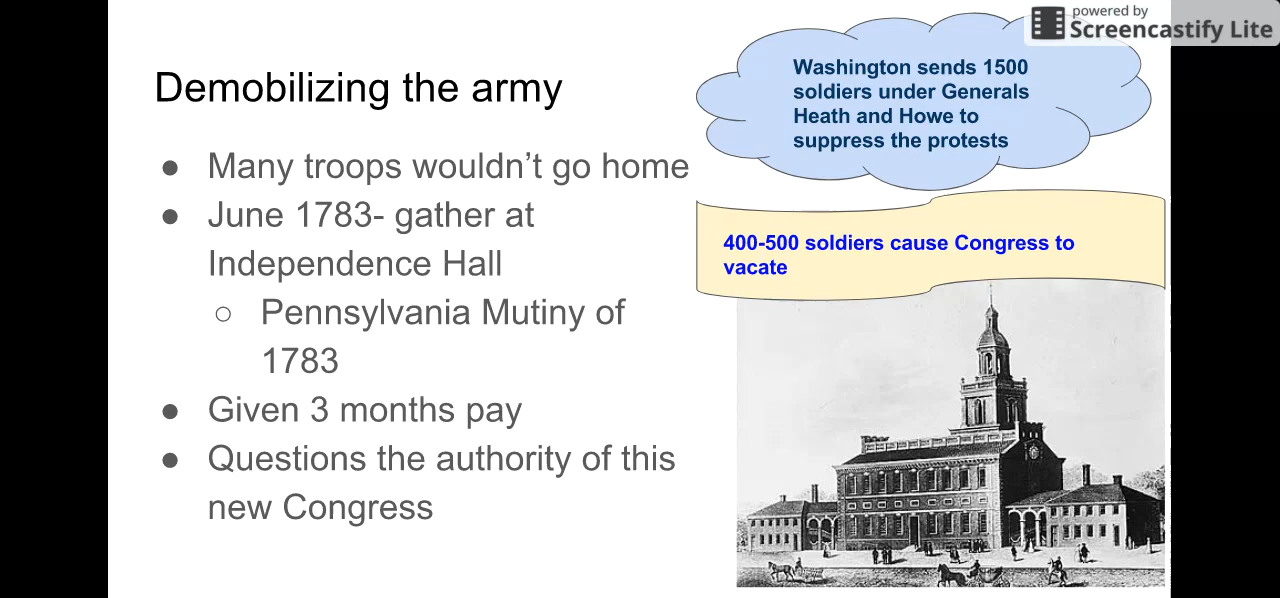 powered by
Screencastify Lite
Demobilizing the army
● Many troops wouldn’t go home
● June 1783- gather at
Independence Hall
○ Pennsylvania Mutiny of
1783
● Given 3 months pay
● Questions the authority of this
new Congress
Washington sends 1500
soldiers under Generals
Heath and Howe to
suppress the protests
400-500 soldiers cause Congress to
vacate